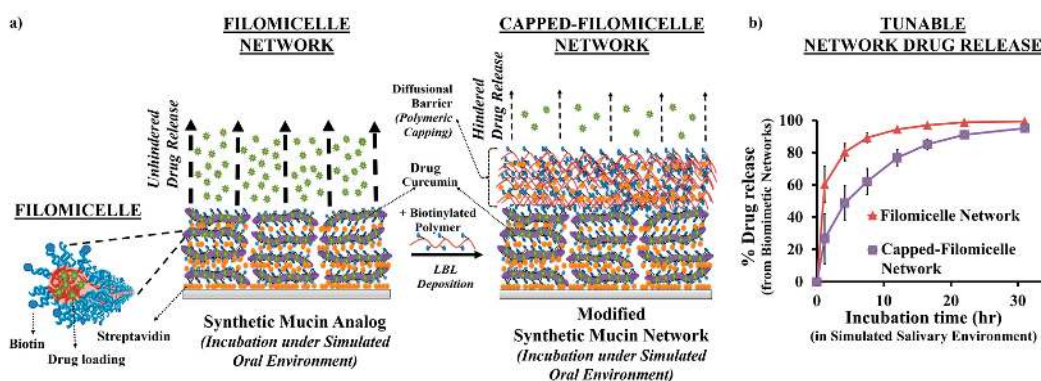 a)
FILOMICELLE
NETWORK
CAPPED-FILOMICELLE
NETWORK
Unhindered
Drug Release
Diffusional
Barrier
(Polymeric
Capping)
Hindered
Drug Release
Drug
Curcumin
+ Biotinylated
Polymer
LBL
Deposition
FILOMICELLE
Biotin
Drug loading
Streptavidin
Synthetic Mucin Analog
(Incubation under Simulated
Oral Environment)
Modified
Synthetic Mucin Network
(Incubation under Simulated
Oral Environment)
b)
TUNABLE
NETWORK DRUG RELEASE
% Drug release
(from Biomimetic Networks)
100
80
60
40
20
0
Filomicelle Network
Capped-Filomicelle
Network
0 10 20 30
Incubation time (hr)
(in Simulated Salivary Environment)